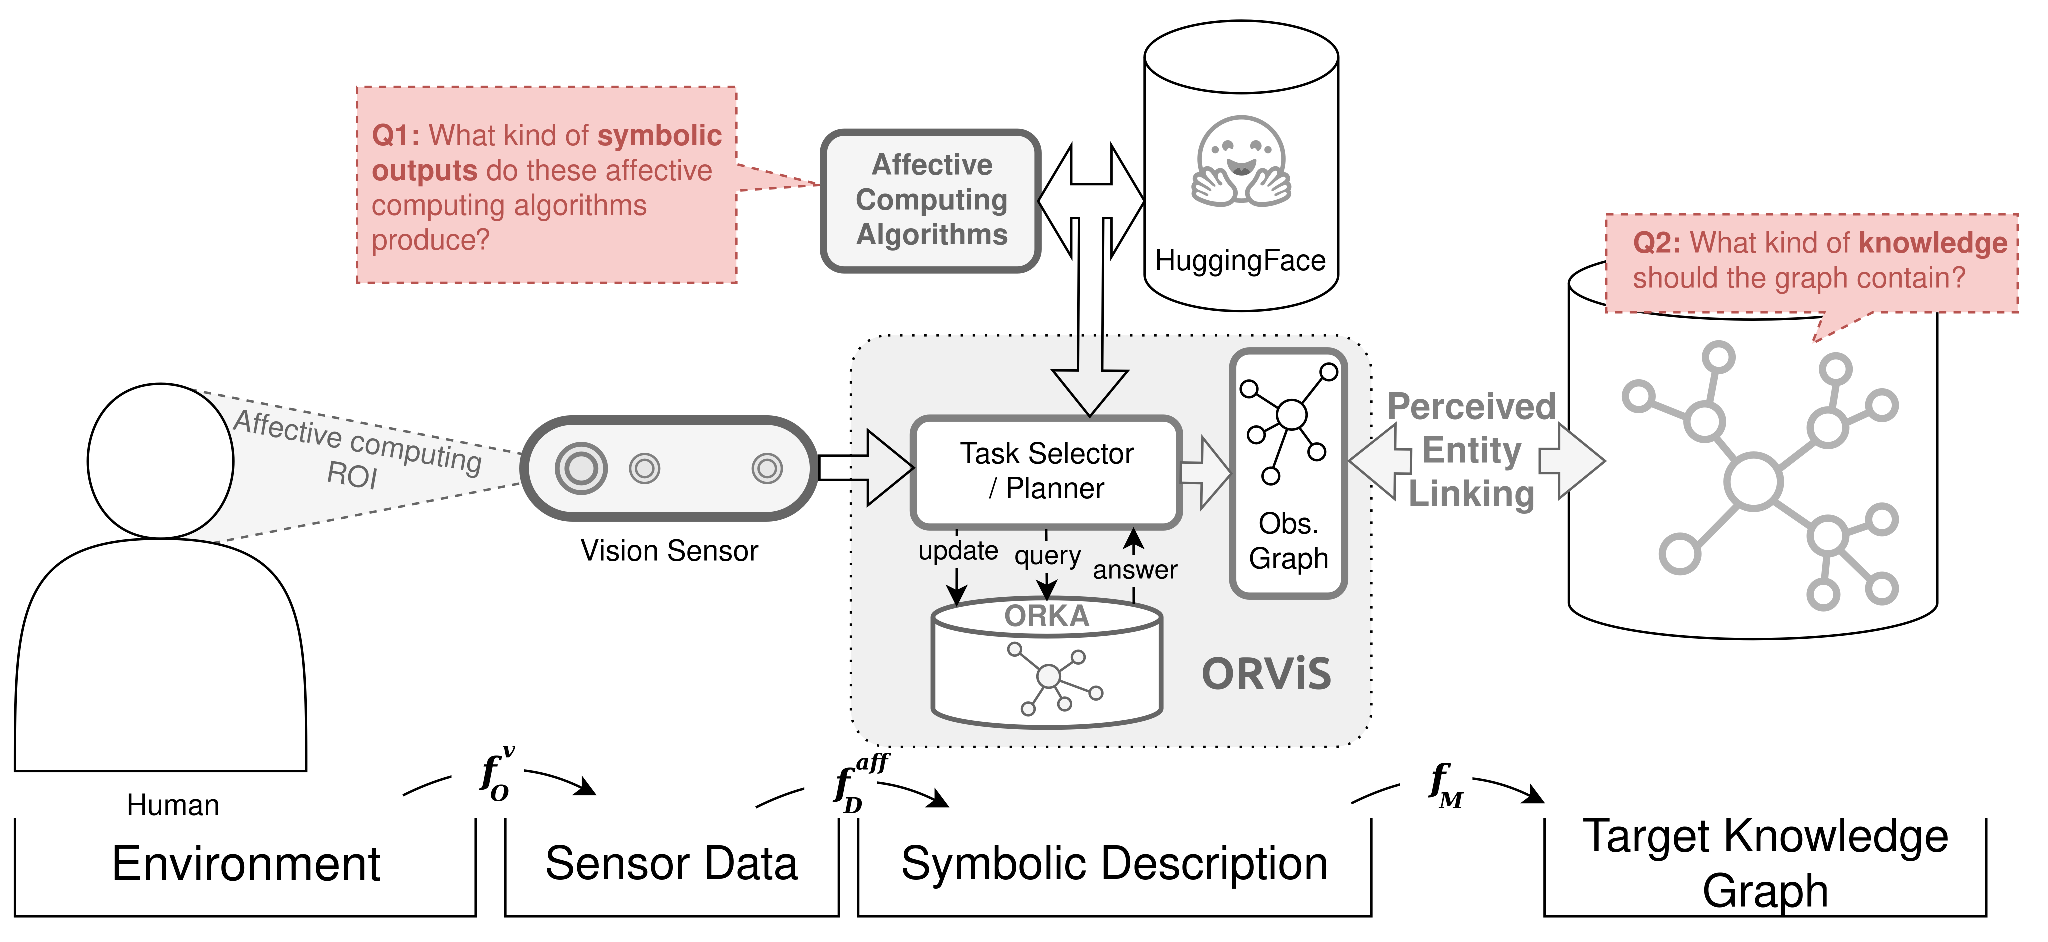 Q1: What kind of symbolic
outputs do these affective
computing algorithms
produce?
Affective
Computing
Algorithms
HuggingFace
Q2: What kind of knowledge
should the graph contain?
Affective computing
ROI
Vision Sensor
Task Selector
/ Planner
update
query
answer
ORKA
Obs.
Graph
ORViS
Perceived
Entity
Linking
Human
f_O^v
f_D^aff
f_M
Environment
Sensor Data
Symbolic Description
Target Knowledge
Graph